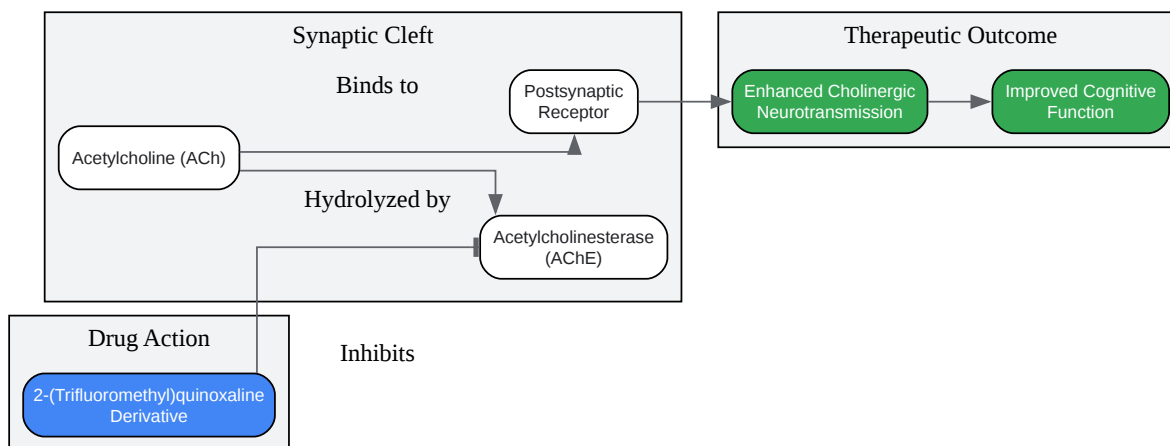 Synaptic Cleft
Binds to
Postsynaptic
Receptor
Acetylcholine (ACh)
Hydrolyzed by
Acetylcholinesterase
(AChE)
Therapeutic Outcome
Enhanced Cholinergic
Neurotransmission
Improved Cognitive
Function
Drug Action
Inhibits
2-(Trifluoromethyl)quinoxaline
Derivative